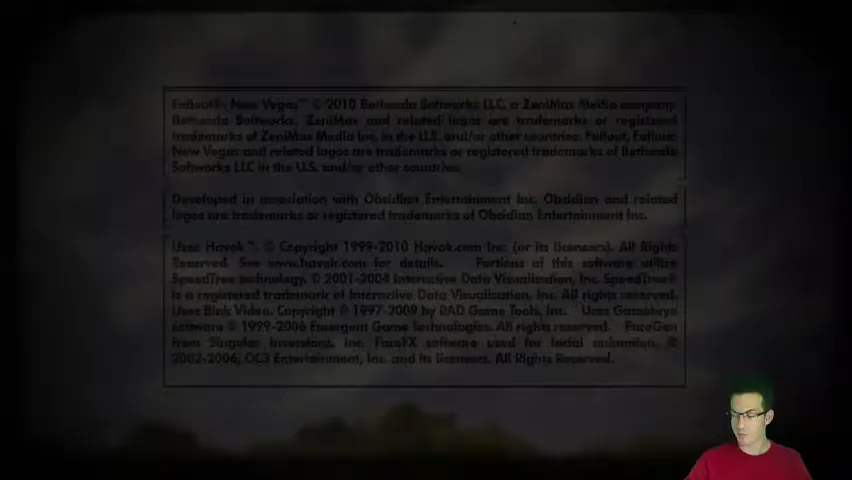 Fallout®: New Vegas™ © 2010 Bethesda Softworks LLC, a ZeniMax Media company.
Bethesda Softworks, ZeniMax and related logos are trademarks or registered
trademarks of ZeniMax Media Inc. in the U.S. and/or other countries. Fallout, Fallout:
New Vegas and related logos are trademarks or registered trademarks of Bethesda
Softworks LLC in the U.S. and/or other countries.
Developed in association with Obsidian Entertainment Inc. Obsidian and related
logos are trademarks or registered trademarks of Obsidian Entertainment Inc.
Uses Havok™. © Copyright 1999-2010 Havok.com Inc. (or its licensors). All Rights
Reserved. See www.havok.com for details. Portions of this software utilize
SpeedTree technology. © 2001-2004 Interactive Data Visualization, Inc. SpeedTree®
is a registered trademark of Interactive Data Visualization, Inc. All rights reserved.
Uses Bink Video. Copyright © 1997-2009 by RAD Game Tools, Inc. Uses Gamebryo
software © 1999-2006 Emergent Game Technologies. All rights reserved. FaceGen
from Singular Inversions, Inc. FaceFX software used for facial animation. ©
2002-2006, OC3 Entertainment, Inc. and its licensors. All Rights Reserved.